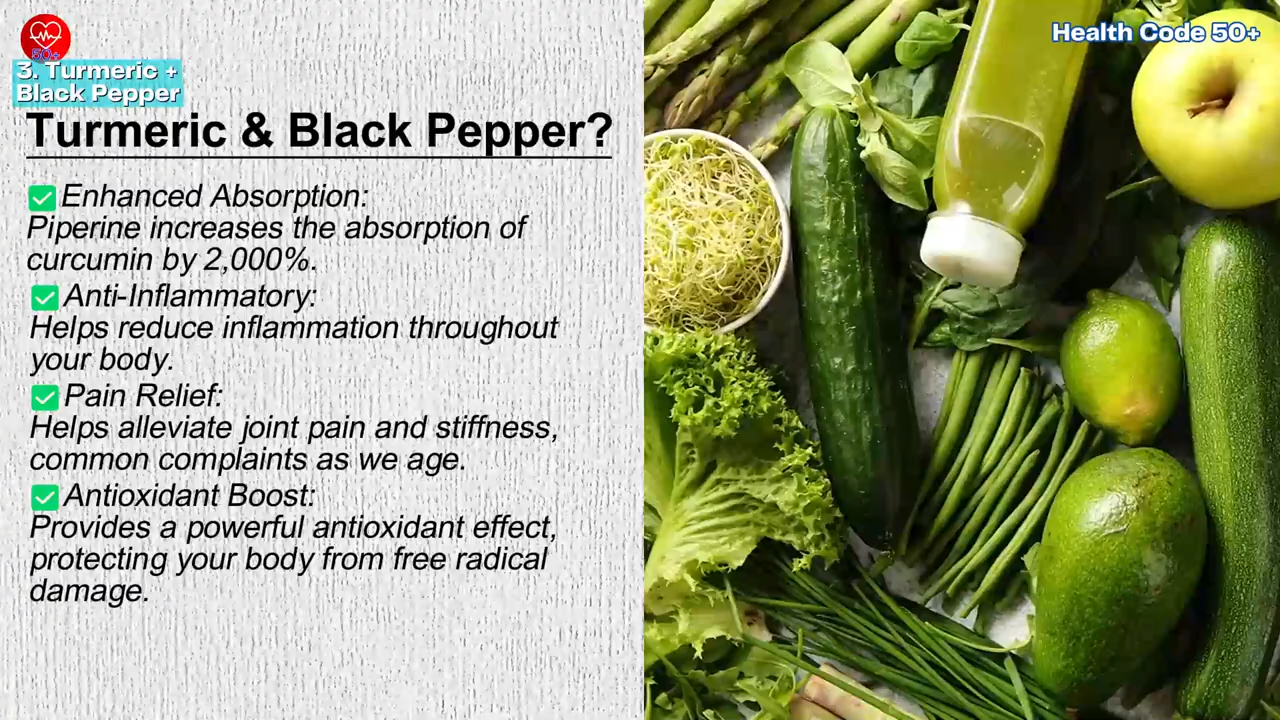 50+
3. Turmeric +
Black Pepper
Health Code 50+
Turmeric & Black Pepper?
✅Enhanced Absorption:
Piperine increases the absorption of
curcumin by 2,000%.
✅Anti-Inflammatory:
Helps reduce inflammation throughout
your body.
✅Pain Relief:
Helps alleviate joint pain and stiffness,
common complaints as we age.
✅Antioxidant Boost:
Provides a powerful antioxidant effect,
protecting your body from free radical
damage.